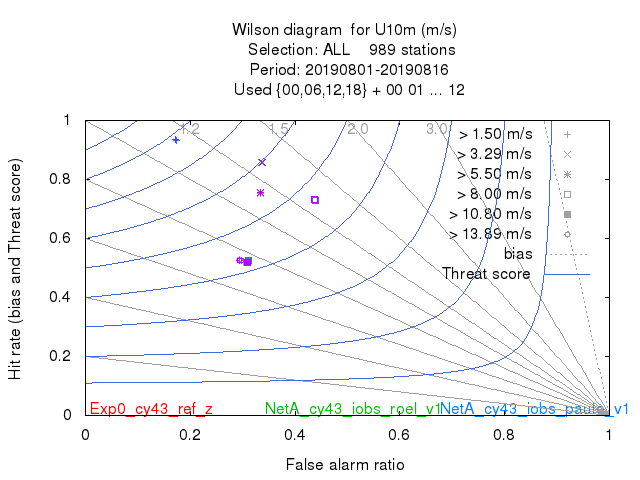 Wilson diagram for U10m (m/s)
Selection: ALL 989 stations
Period: 20190801-20190816
Used {00,06,12,18} + 00 01 ... 12
Hit rate (bias and Threat score)
1
0.8
0.6
0.4
0.2
0
1.2
1.5
2.0
3.0
> 1.50 m/s
> 3.29 m/s
> 5.50 m/s
> 8.00 m/s
> 10.80 m/s
> 13.89 m/s
bias
Threat score
Exp0_cy43_ref_z
NetA_cy43_iobs_roel_v1
NetA_cy43_iobs_paulo_v1
0
0.2
0.4
0.6
0.8
1
False alarm ratio